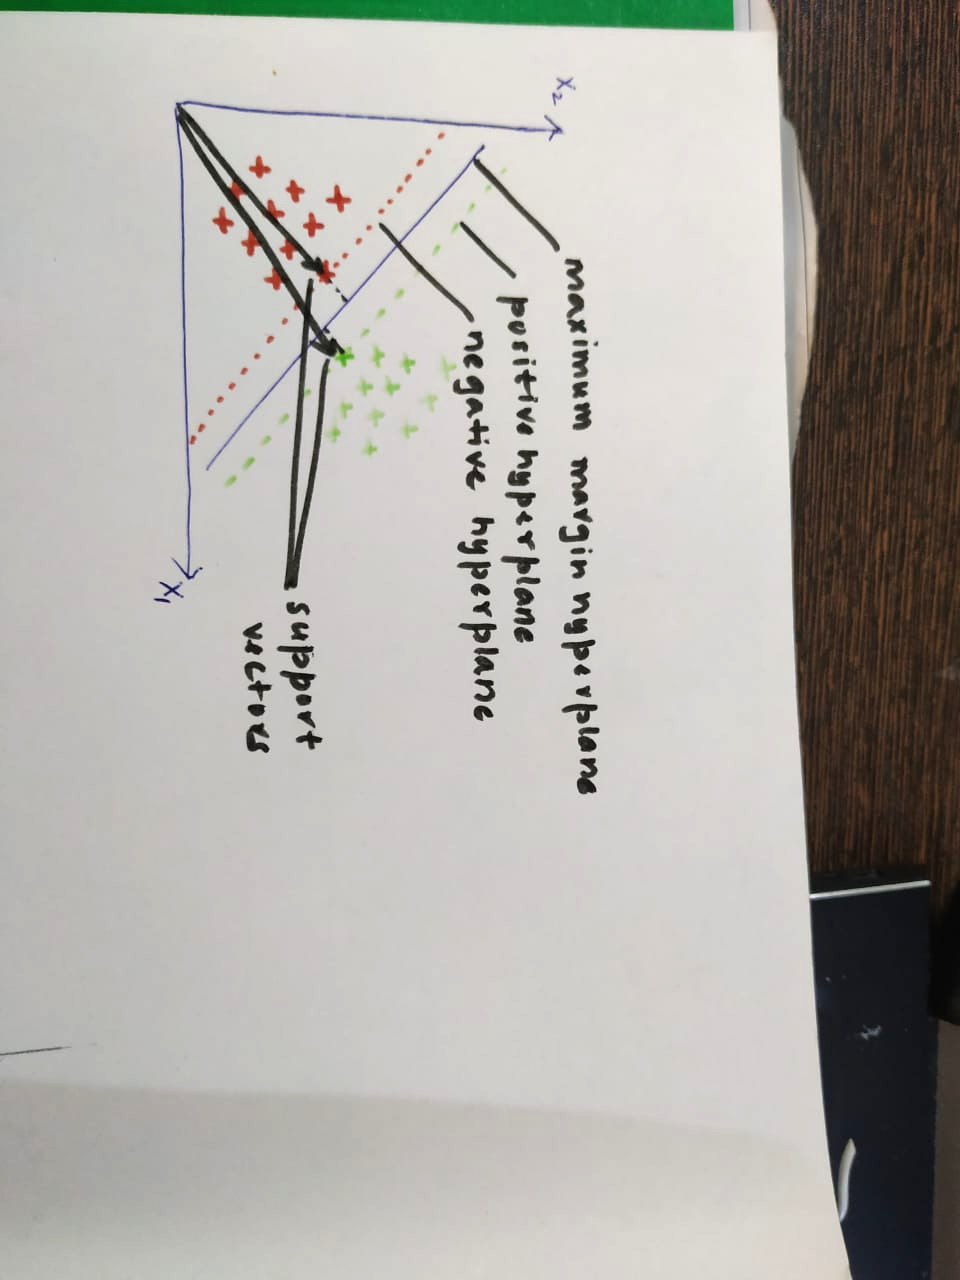 X₂
maximum margin hyperplane
positive hyperplane
negative hyperplane
support
vectors
X₁